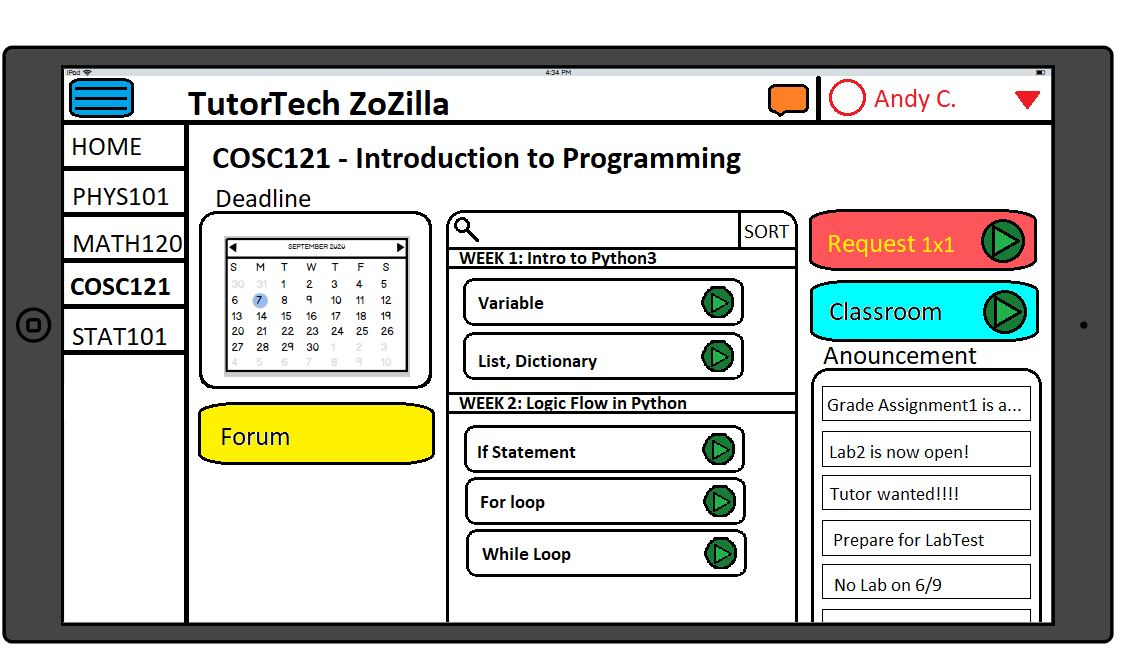 iPod
4:34 PM
TutorTech ZoZilla
Andy C.
HOME
PHYS101
MATH120
COSC121
STAT101
COSC121 - Introduction to Programming
Deadline
SEPTEMBER 2020
S M T W T F S
30 31 1 2 3 4 5
6 7 8 9 10 11 12
13 14 15 16 17 18 19
20 21 22 23 24 25 26
27 28 29 30 1 2 3
4 5 6 7 8 9 10
Forum
SORT
WEEK 1: Intro to Python3
Variable
List, Dictionary
WEEK 2: Logic Flow in Python
If Statement
For loop
While Loop
Request 1x1
Classroom
Anouncement
Grade Assignment1 is a...
Lab2 is now open!
Tutor wanted!!!!
Prepare for LabTest
No Lab on 6/9